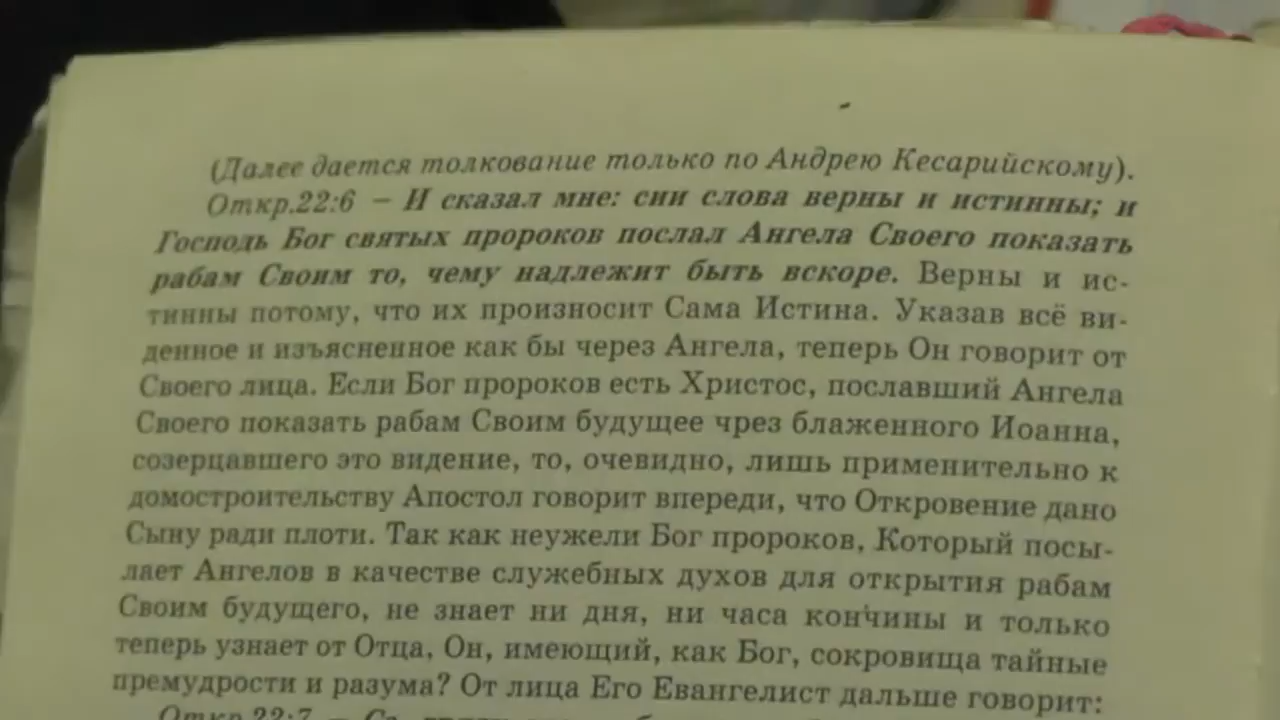 (Далее дается толкование только по Андрею Кесарийскому).
Откр.22:6 – И сказал мне: сии слова верны и истинны; и
Господь Бог святых пророков послал Ангела Своего показать
рабам Своим то, чему надлежит быть вскоре. Верны и ис-
тинны потому, что их произносит Сама Истина. Указав всё ви-
денное и изъясненное как бы через Ангела, теперь Он говорит от
Своего лица. Если Бог пророков есть Христос, пославший Ангела
Своего показать рабам Своим будущее чрез блаженного Иоанна,
созерцавшего это видение, то, очевидно, лишь применительно к
домостроительству Апостол говорит впереди, что Откровение дано
Сыну ради плоти. Так как неужели Бог пророков, Который посы-
лает Ангелов в качестве служебных духов для открытия рабам
Своим будущего, не знает ни дня, ни часа кончины и только
теперь узнает от Отца, Он, имеющий, как Бог, сокровища тайные
премудрости и разума? От лица Его Евангелист дальше говорит:
Откр.22:7